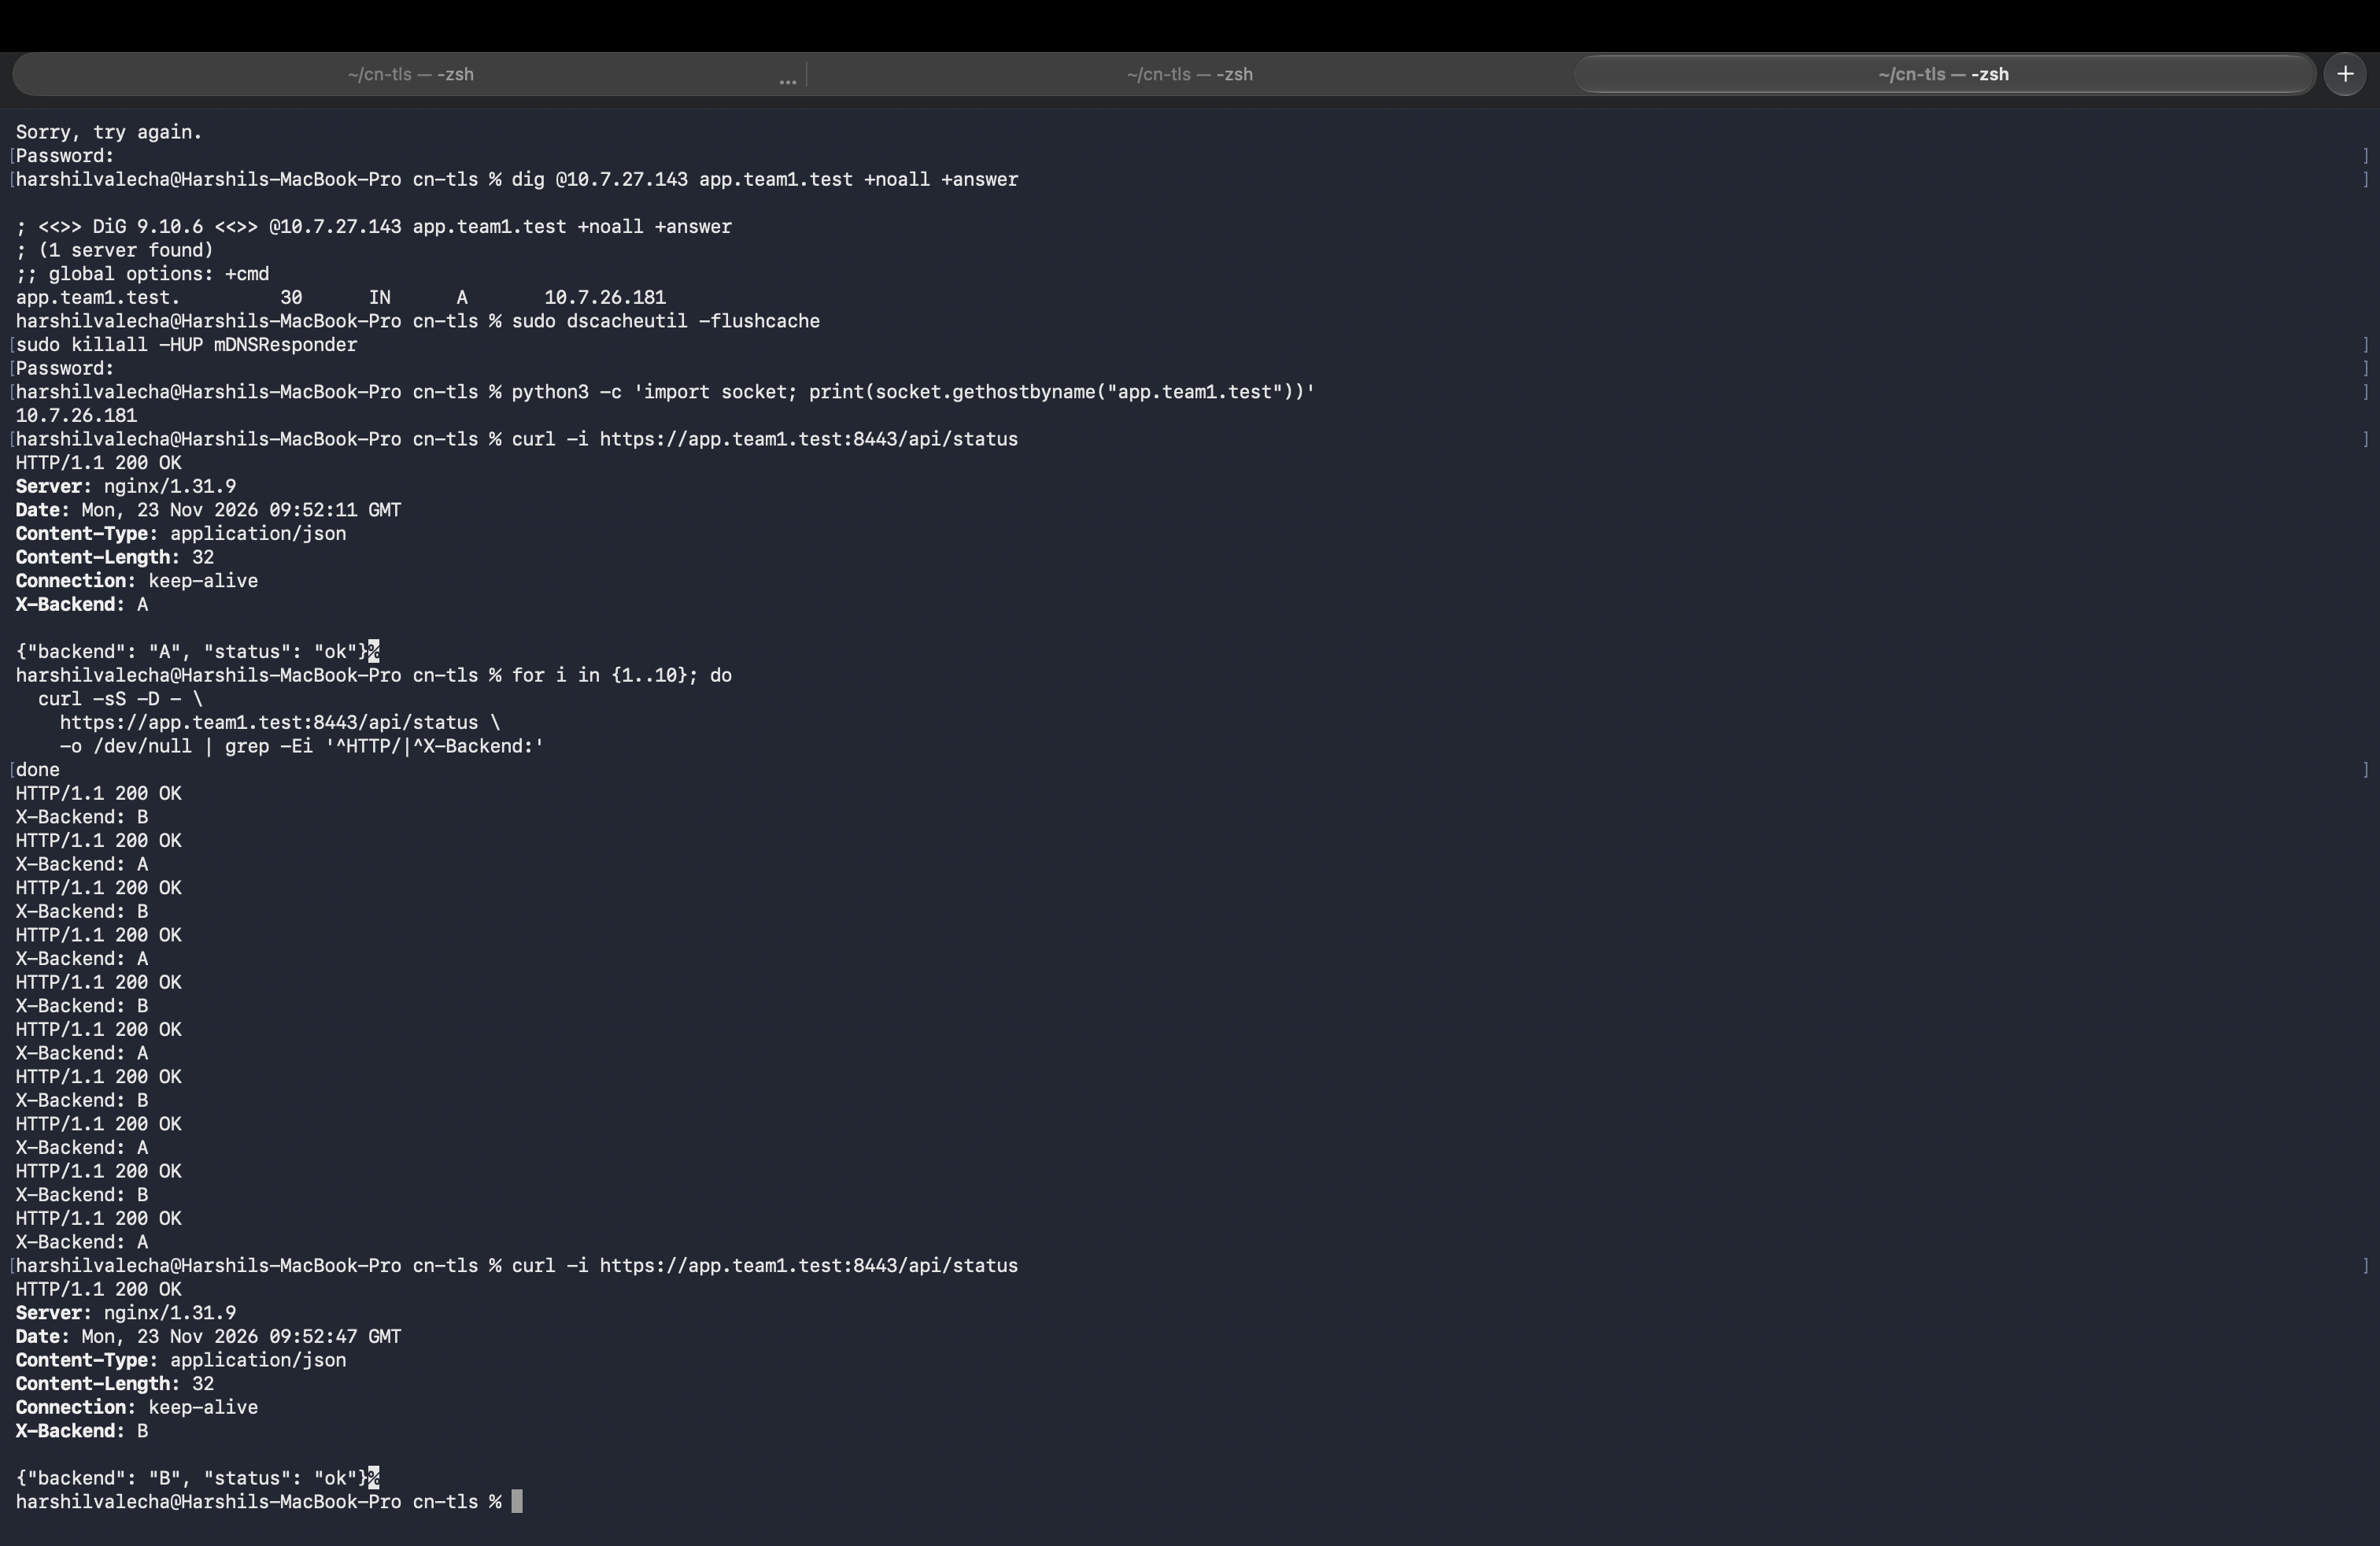 ~/cn-tls — -zsh
...
~/cn-tls — -zsh
~/cn-tls — -zsh
+
Sorry, try again.
[Password: ]
[harshilvalecha@Harshils-MacBook-Pro cn-tls % dig @10.7.27.143 app.team1.test +noall +answer ]

; <<>> DiG 9.10.6 <<>> @10.7.27.143 app.team1.test +noall +answer
; (1 server found)
;; global options: +cmd
app.team1.test.         30      IN      A       10.7.26.181
harshilvalecha@Harshils-MacBook-Pro cn-tls % sudo dscacheutil -flushcache
[sudo killall -HUP mDNSResponder ]
[Password: ]
[harshilvalecha@Harshils-MacBook-Pro cn-tls % python3 -c 'import socket; print(socket.gethostbyname("app.team1.test"))' ]
10.7.26.181
[harshilvalecha@Harshils-MacBook-Pro cn-tls % curl -i https://app.team1.test:8443/api/status ]
HTTP/1.1 200 OK
Server: nginx/1.31.9
Date: Mon, 23 Nov 2026 09:52:11 GMT
Content-Type: application/json
Content-Length: 32
Connection: keep-alive
X-Backend: A

{"backend": "A", "status": "ok"}%
harshilvalecha@Harshils-MacBook-Pro cn-tls % for i in {1..10}; do
  curl -sS -D - \
    https://app.team1.test:8443/api/status \
    -o /dev/null | grep -Ei '^HTTP/|^X-Backend:'
[done ]
HTTP/1.1 200 OK
X-Backend: B
HTTP/1.1 200 OK
X-Backend: A
HTTP/1.1 200 OK
X-Backend: B
HTTP/1.1 200 OK
X-Backend: A
HTTP/1.1 200 OK
X-Backend: B
HTTP/1.1 200 OK
X-Backend: A
HTTP/1.1 200 OK
X-Backend: B
HTTP/1.1 200 OK
X-Backend: A
HTTP/1.1 200 OK
X-Backend: B
HTTP/1.1 200 OK
X-Backend: A
[harshilvalecha@Harshils-MacBook-Pro cn-tls % curl -i https://app.team1.test:8443/api/status ]
HTTP/1.1 200 OK
Server: nginx/1.31.9
Date: Mon, 23 Nov 2026 09:52:47 GMT
Content-Type: application/json
Content-Length: 32
Connection: keep-alive
X-Backend: B

{"backend": "B", "status": "ok"}%
harshilvalecha@Harshils-MacBook-Pro cn-tls %